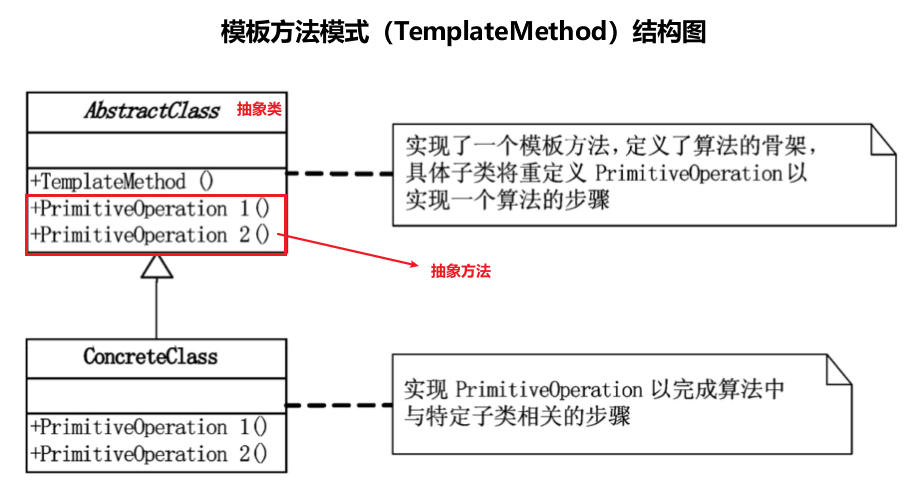 模板方法模式（TemplateMethod）结构图
AbstractClass 抽象类
+TemplateMethod ()
+PrimitiveOperation 1()
+PrimitiveOperation 2()
实现了一个模板方法，定义了算法的骨架，
具体子类将重定义 PrimitiveOperation 以
实现一个算法的步骤
抽象方法
ConcreteClass
+PrimitiveOperation 1()
+PrimitiveOperation 2()
实现 PrimitiveOperation 以完成算法中
与特定子类相关的步骤